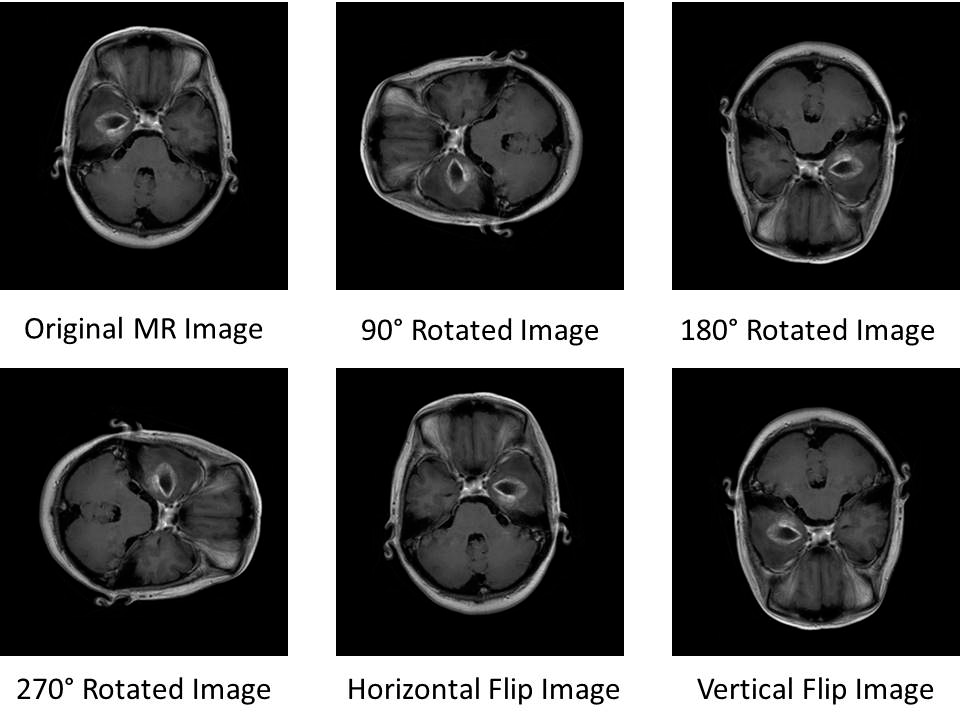 Original MR Image
90° Rotated Image
180° Rotated Image
270° Rotated Image
Horizontal Flip Image
Vertical Flip Image